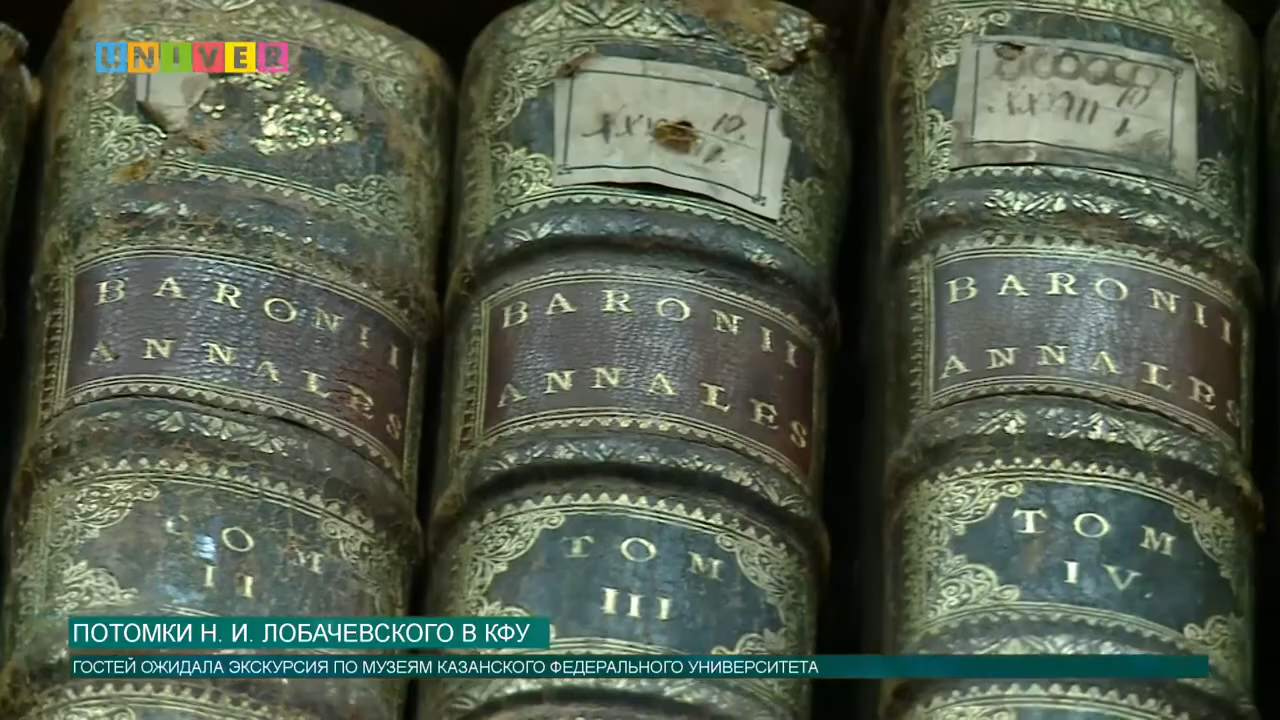 UNIVER
BARONII
ANNALES
TOM
II
BARONII
ANNALES
TOM
III
BARONII
ANNALES
TOM
IV
ПОТОМКИ Н. И. ЛОБАЧЕВСКОГО В КФУ
ГОСТЕЙ ОЖИДАЛА ЭКСКУРСИЯ ПО МУЗЕЯМ КАЗАНСКОГО ФЕДЕРАЛЬНОГО УНИВЕРСИТЕТА